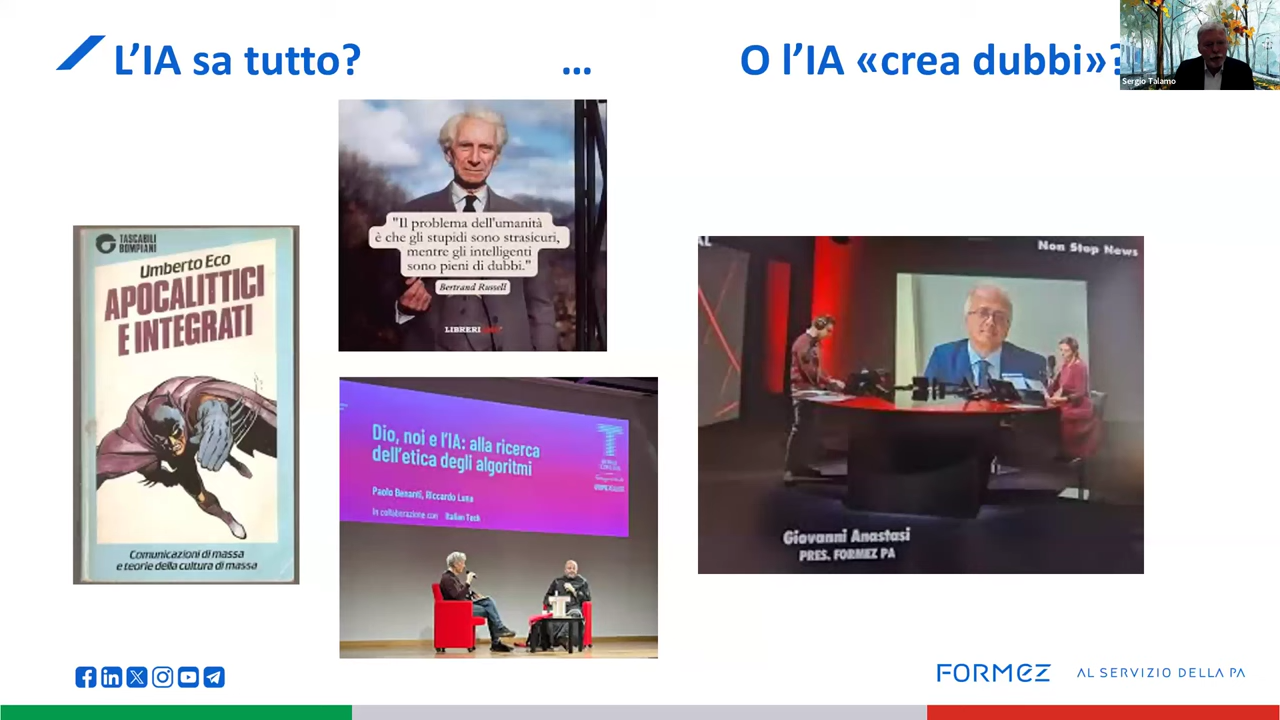 L’IA sa tutto?
...
O l’IA «crea dubbi»?
Sergio Talamo
TASCABILI
BOMPIANI
Umberto Eco
APOCALITTICI
E INTEGRATI
Comunicazioni di massa
e teorie della cultura di massa
"Il problema dell'umanità
è che gli stupidi sono strasicuri,
mentre gli intelligenti
sono pieni di dubbi."
Bertrand Russell
LIBRERI
Dio, noi e l’IA: alla ricerca
dell’etica degli algoritmi
Paolo Benanti, Riccardo Luna
In collaborazione con Italian Tech
AL
Non Stop News
Giovanni Anastasi
PRES. FORMEZ PA
FORMEZ
AL SERVIZIO DELLA PA